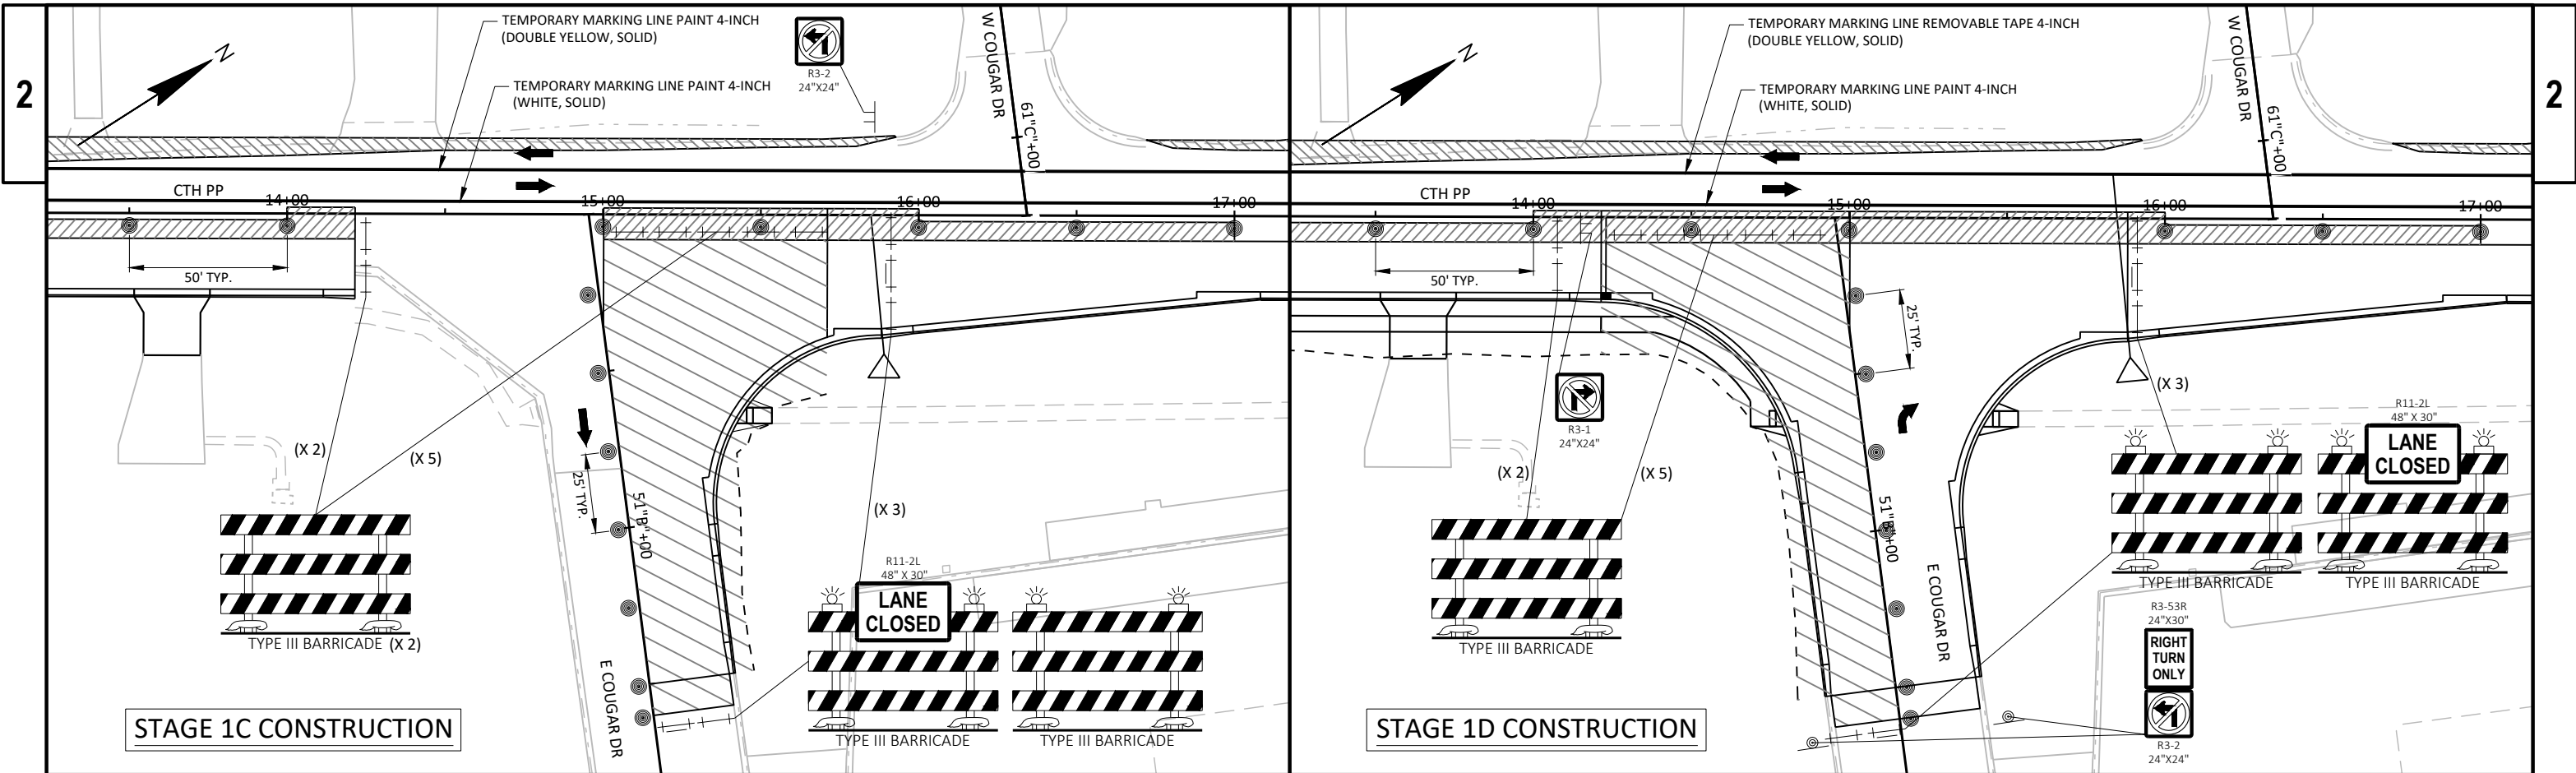 2
TEMPORARY MARKING LINE PAINT 4-INCH
(DOUBLE YELLOW, SOLID)
TEMPORARY MARKING LINE PAINT 4-INCH
(WHITE, SOLID)
R3-2
24"X24"
N
W COUGAR DR
61"C"+00
CTH PP
14+00
15+00
16+00
17+00
50' TYP.
25' TYP.
(X 2)
(X 5)
(X 3)
51"B"+00
E COUGAR DR
TYPE III BARRICADE (X 2)
R11-2L
48" X 30"
LANE
CLOSED
TYPE III BARRICADE
TYPE III BARRICADE
STAGE 1C CONSTRUCTION
TEMPORARY MARKING LINE REMOVABLE TAPE 4-INCH
(DOUBLE YELLOW, SOLID)
TEMPORARY MARKING LINE PAINT 4-INCH
(WHITE, SOLID)
N
W COUGAR DR
61"C"+00
CTH PP
14+00
15+00
16+00
17+00
50' TYP.
25' TYP.
R3-1
24"X24"
(X 2)
(X 5)
(X 3)
51"B"+00
E COUGAR DR
TYPE III BARRICADE
R11-2L
48" X 30"
LANE
CLOSED
TYPE III BARRICADE
TYPE III BARRICADE
R3-53R
24"X30"
RIGHT
TURN
ONLY
R3-2
24"X24"
STAGE 1D CONSTRUCTION
2